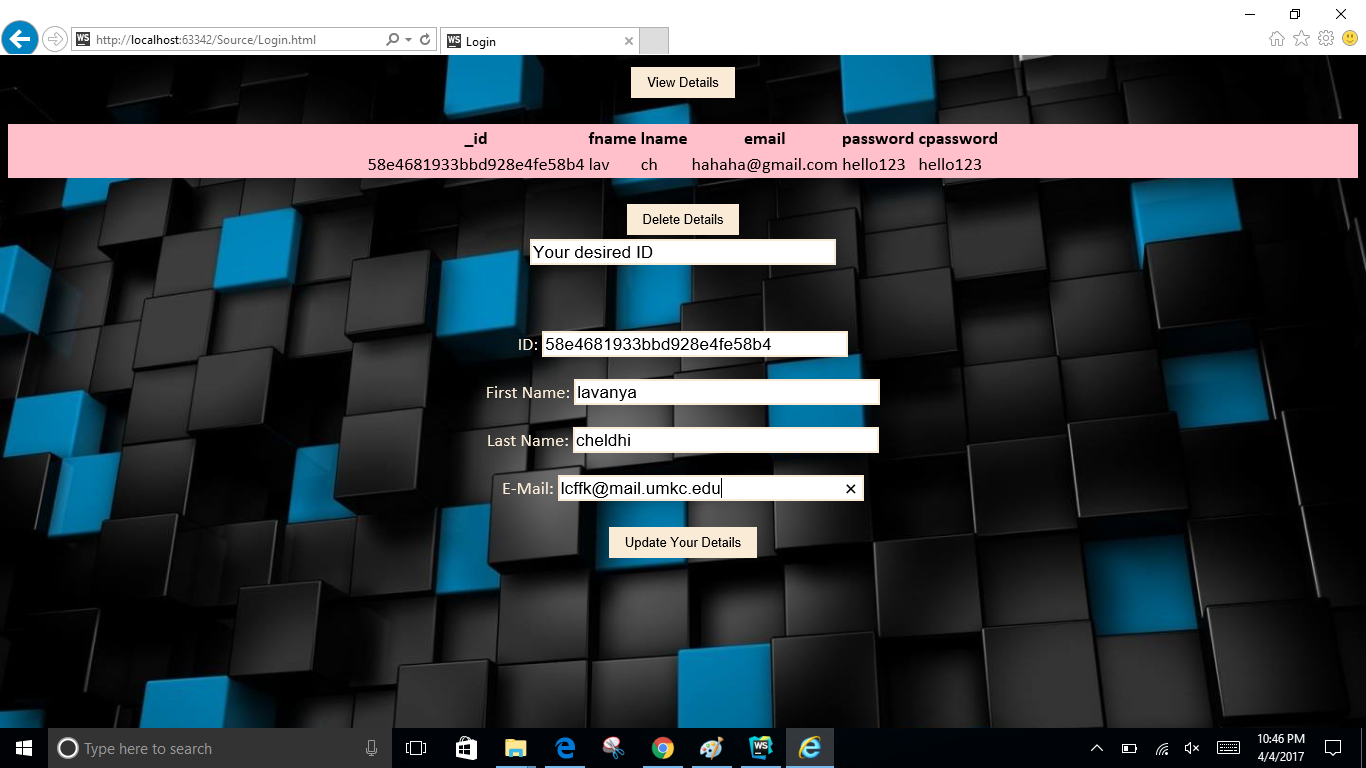 http://localhost:63342/Source/Login.html
WS Login
View Details
_id fname lname email password cpassword
58e4681933bbd928e4fe58b4 lav ch hahaha@gmail.com hello123 hello123
Delete Details
Your desired ID
ID: 58e4681933bbd928e4fe58b4
First Name: lavanya
Last Name: cheldhi
E-Mail: lcffk@mail.umkc.edu
Update Your Details
Type here to search
WS
10:46 PM
4/4/2017